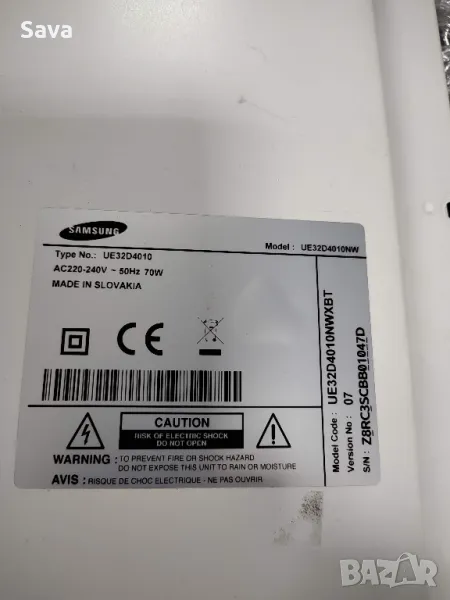 Sava
SAMSUNG
Type No.: UE32D4010
Model: UE32D4010NW
AC220-240V ~ 50Hz 70W
MADE IN SLOVAKIA
CE
CAUTION
RISK OF ELECTRIC SHOCK
DO NOT OPEN
WARNING : TO PREVENT FIRE OR SHOCK HAZARD
DO NOT EXPOSE THIS UNIT TO RAIN OR MOISTURE
AVIS : RISQUE DE CHOC ELECTRIQUE - NE PAS OUVRIR
Model Code : UE32D4010NWXBT
Version No : 07
S/N : Z8RC3SCBB01047D
BAZAR